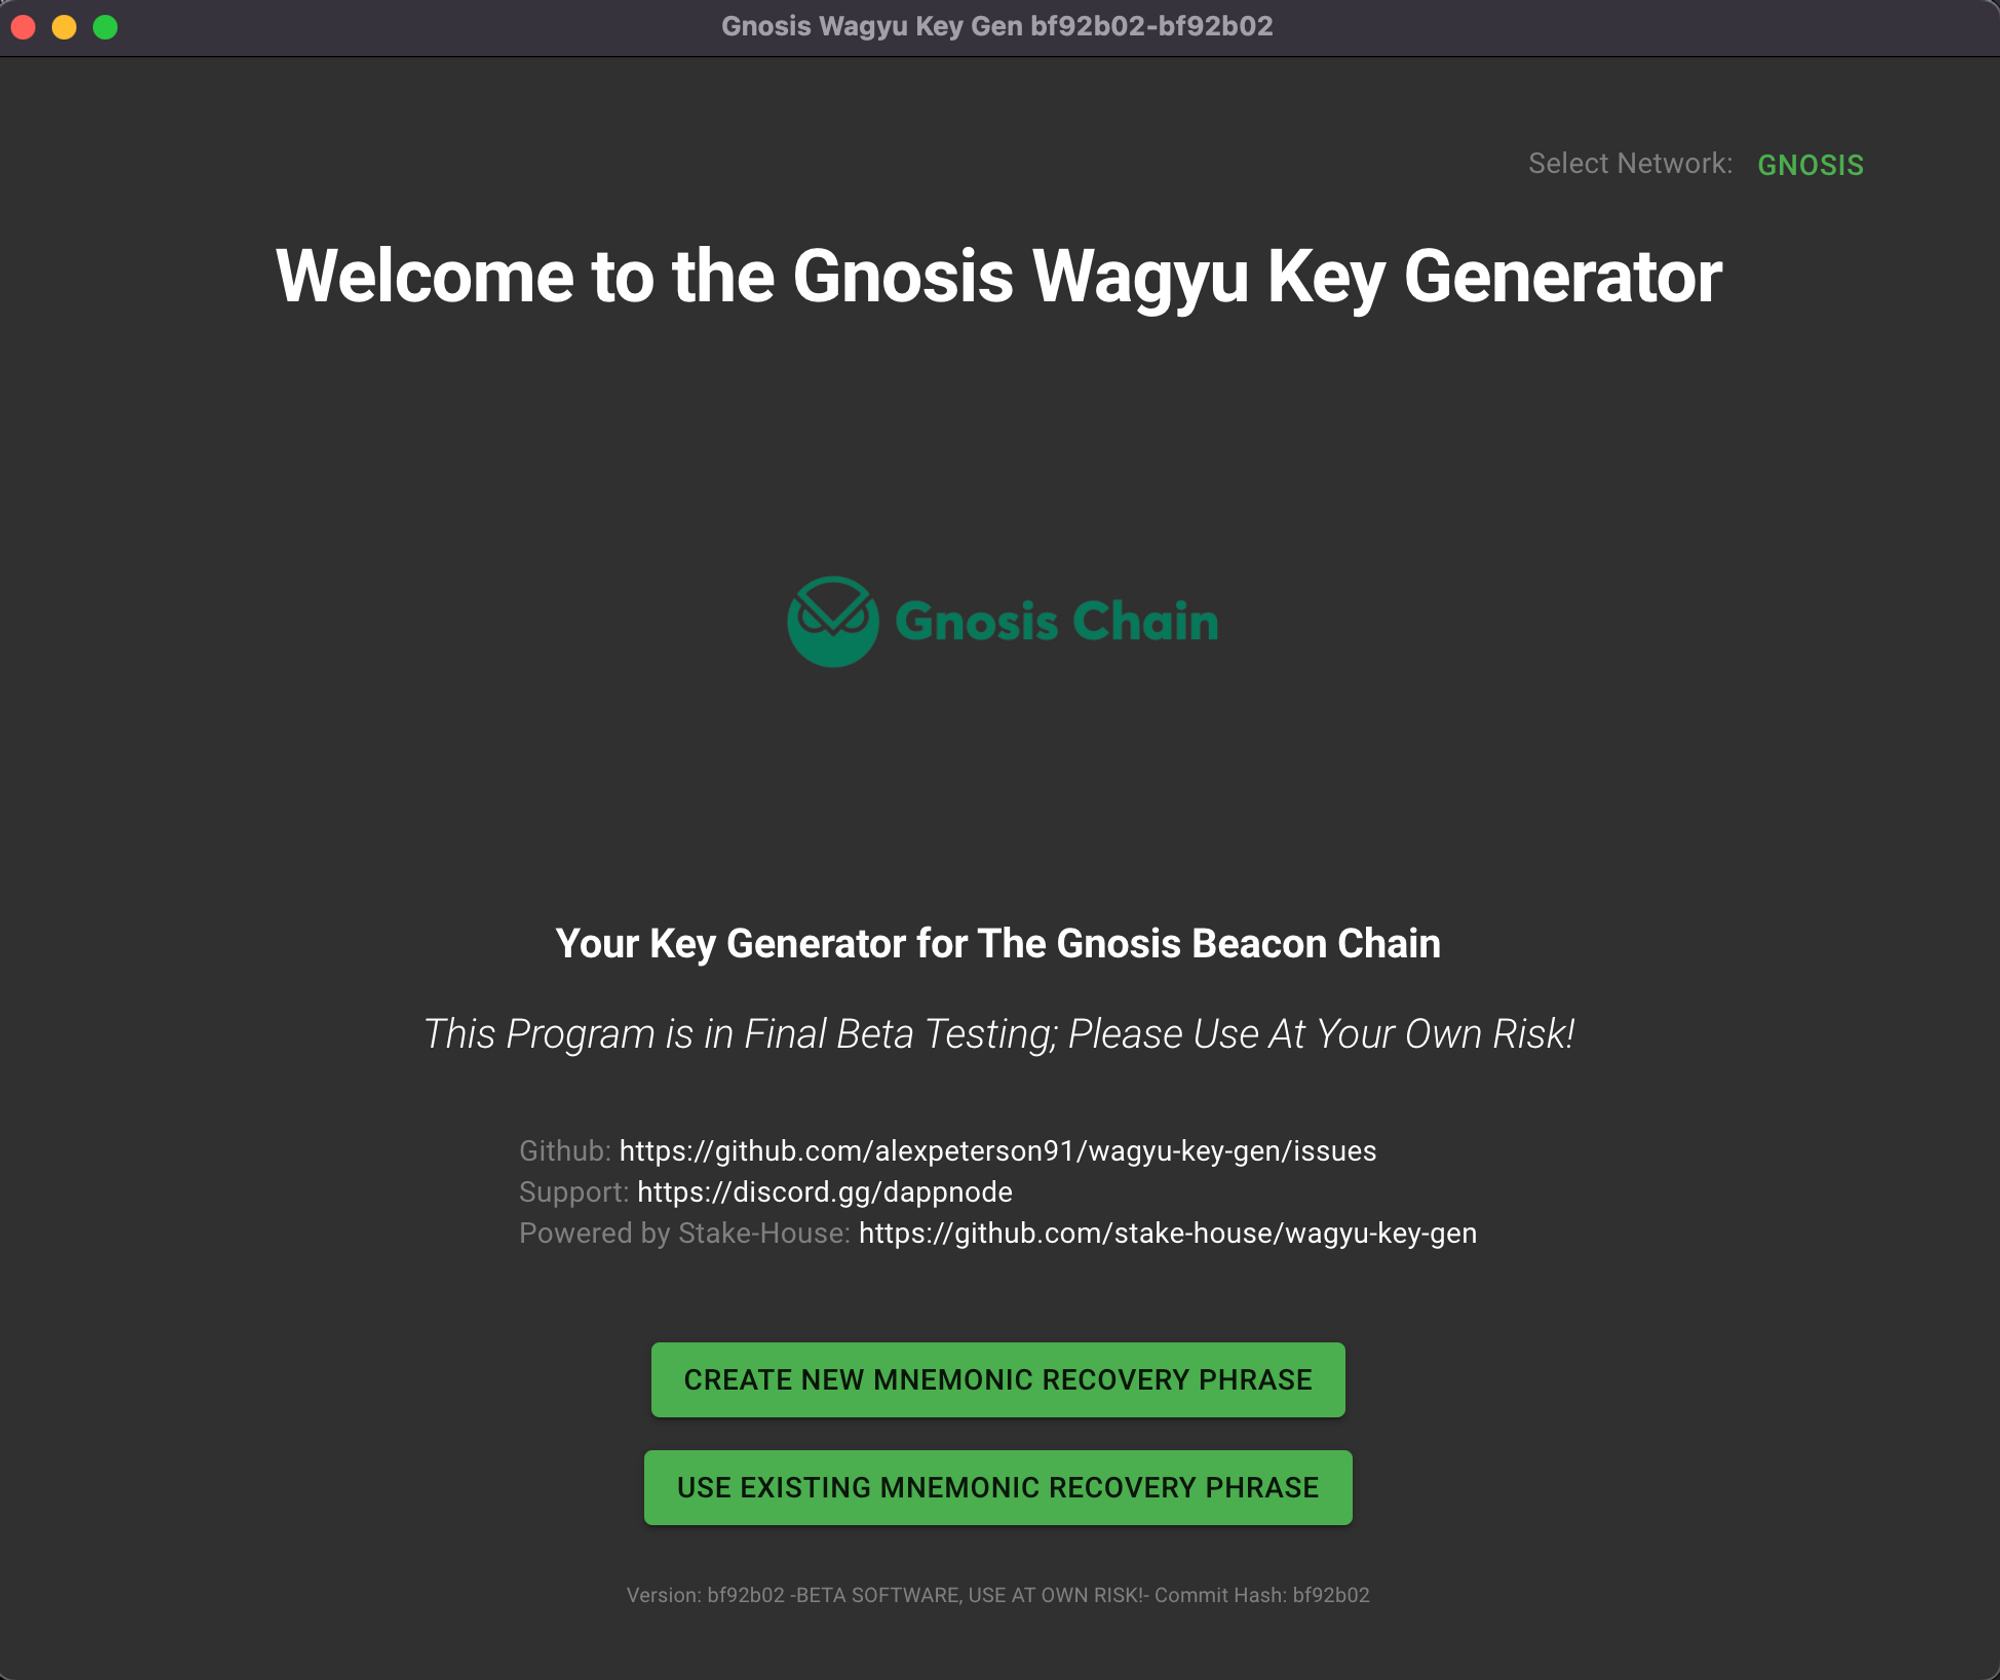 Gnosis Wagyu Key Gen bf92b02-bf92b02
Select Network: GNOSIS
Welcome to the Gnosis Wagyu Key Generator
Gnosis Chain
Your Key Generator for The Gnosis Beacon Chain
This Program is in Final Beta Testing; Please Use At Your Own Risk!
Github: https://github.com/alexpeterson91/wagyu-key-gen/issues
Support: https://discord.gg/dappnode
Powered by Stake-House: https://github.com/stake-house/wagyu-key-gen
CREATE NEW MNEMONIC RECOVERY PHRASE
USE EXISTING MNEMONIC RECOVERY PHRASE
Version: bf92b02 -BETA SOFTWARE, USE AT OWN RISK!- Commit Hash: bf92b02